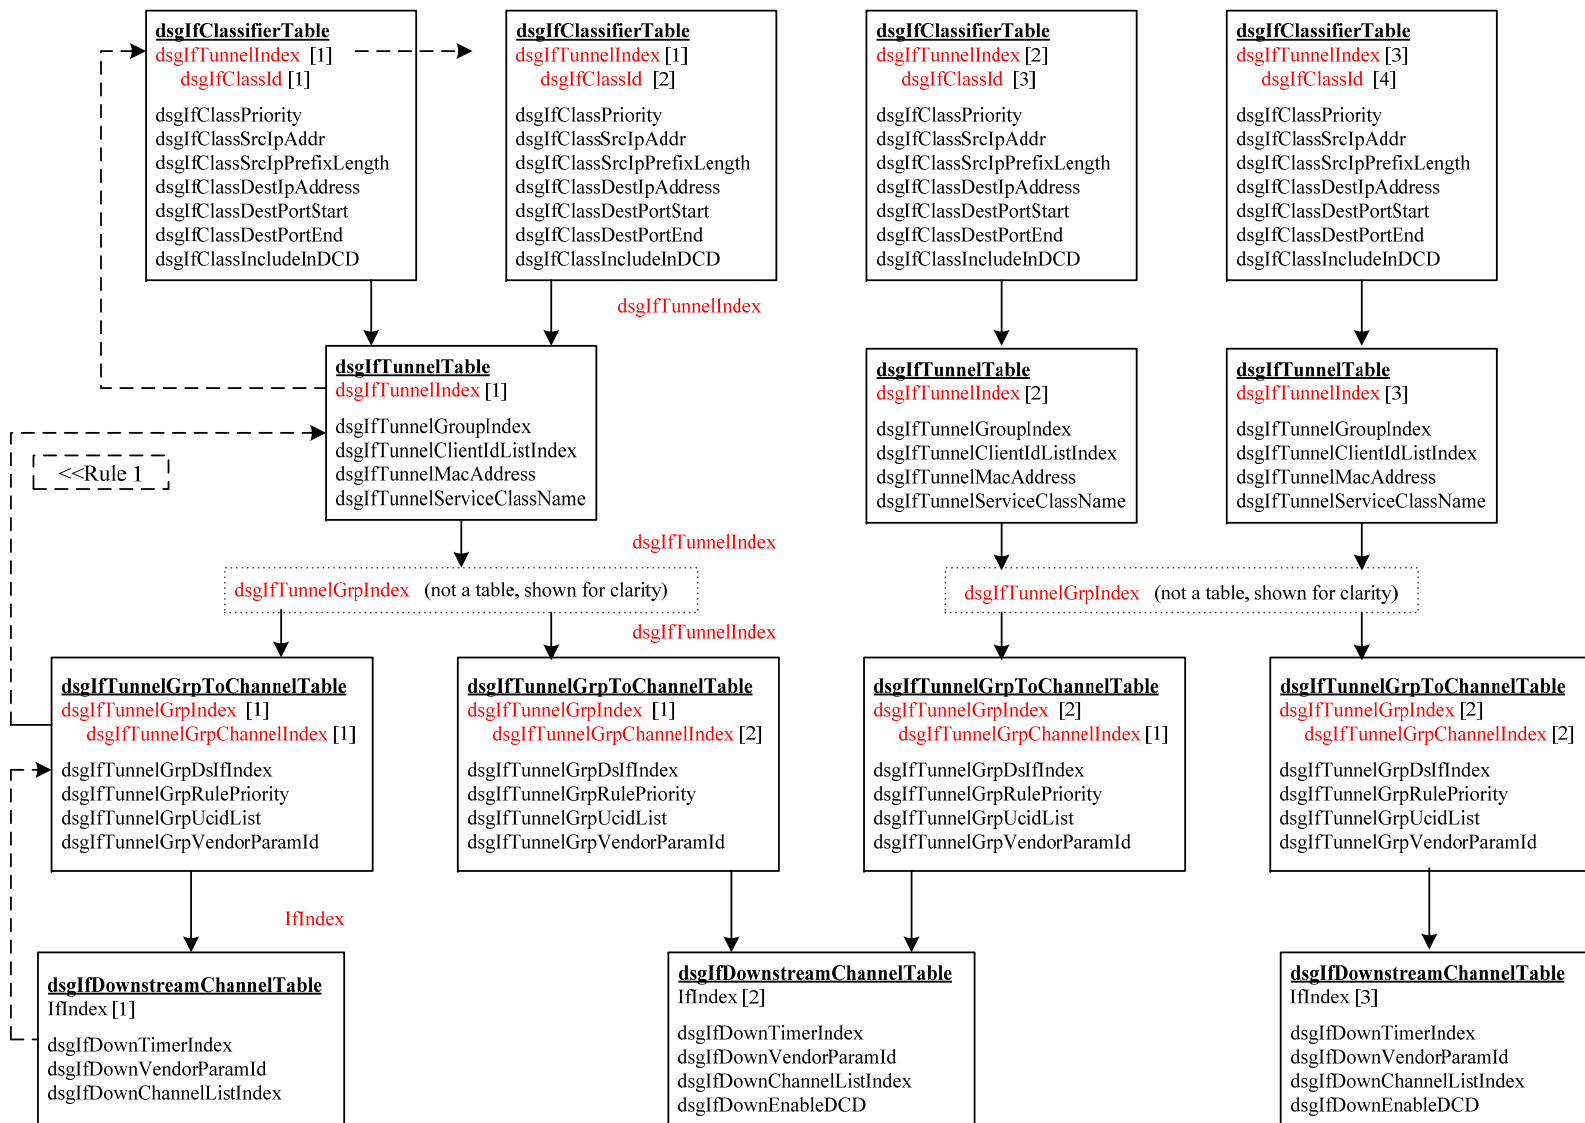 dsgIfClassifierTable
dsgIfTunnelIndex [1]
dsgIfClassId [1]
dsgIfClassPriority
dsgIfClassSrcIpAddr
dsgIfClassSrcIpPrefixLength
dsgIfClassDestIpAddress
dsgIfClassDestPortStart
dsgIfClassDestPortEnd
dsgIfClassIncludeInDCD
dsgIfClassifierTable
dsgIfTunnelIndex [1]
dsgIfClassId [2]
dsgIfClassPriority
dsgIfClassSrcIpAddr
dsgIfClassSrcIpPrefixLength
dsgIfClassDestIpAddress
dsgIfClassDestPortStart
dsgIfClassDestPortEnd
dsgIfClassIncludeInDCD
dsgIfClassifierTable
dsgIfTunnelIndex [2]
dsgIfClassId [3]
dsgIfClassPriority
dsgIfClassSrcIpAddr
dsgIfClassSrcIpPrefixLength
dsgIfClassDestIpAddress
dsgIfClassDestPortStart
dsgIfClassDestPortEnd
dsgIfClassIncludeInDCD
dsgIfClassifierTable
dsgIfTunnelIndex [3]
dsgIfClassId [4]
dsgIfClassPriority
dsgIfClassSrcIpAddr
dsgIfClassSrcIpPrefixLength
dsgIfClassDestIpAddress
dsgIfClassDestPortStart
dsgIfClassDestPortEnd
dsgIfClassIncludeInDCD
dsgIfTunnelIndex
dsgIfTunnelTable
dsgIfTunnelIndex [1]
dsgIfTunnelGroupIndex
dsgIfTunnelClientIdListIndex
dsgIfTunnelMacAddress
dsgIfTunnelServiceClassName
dsgIfTunnelTable
dsgIfTunnelIndex [2]
dsgIfTunnelGroupIndex
dsgIfTunnelClientIdListIndex
dsgIfTunnelMacAddress
dsgIfTunnelServiceClassName
dsgIfTunnelTable
dsgIfTunnelIndex [3]
dsgIfTunnelGroupIndex
dsgIfTunnelClientIdListIndex
dsgIfTunnelMacAddress
dsgIfTunnelServiceClassName
<<Rule 1
dsgIfTunnelIndex
dsgIfTunnelGrpIndex (not a table, shown for clarity)
dsgIfTunnelGrpIndex (not a table, shown for clarity)
dsgIfTunnelIndex
dsgIfTunnelGrpToChannelTable
dsgIfTunnelGrpIndex [1]
dsgIfTunnelGrpChannelIndex [1]
dsgIfTunnelGrpDsIfIndex
dsgIfTunnelGrpRulePriority
dsgIfTunnelGrpUcidList
dsgIfTunnelGrpVendorParamId
dsgIfTunnelGrpToChannelTable
dsgIfTunnelGrpIndex [1]
dsgIfTunnelGrpChannelIndex [2]
dsgIfTunnelGrpDsIfIndex
dsgIfTunnelGrpRulePriority
dsgIfTunnelGrpUcidList
dsgIfTunnelGrpVendorParamId
dsgIfTunnelGrpToChannelTable
dsgIfTunnelGrpIndex [2]
dsgIfTunnelGrpChannelIndex [1]
dsgIfTunnelGrpDsIfIndex
dsgIfTunnelGrpRulePriority
dsgIfTunnelGrpUcidList
dsgIfTunnelGrpVendorParamId
dsgIfTunnelGrpToChannelTable
dsgIfTunnelGrpIndex [2]
dsgIfTunnelGrpChannelIndex [2]
dsgIfTunnelGrpDsIfIndex
dsgIfTunnelGrpRulePriority
dsgIfTunnelGrpUcidList
dsgIfTunnelGrpVendorParamId
IfIndex
dsgIfDownstreamChannelTable
IfIndex [1]
dsgIfDownTimerIndex
dsgIfDownVendorParamId
dsgIfDownChannelListIndex
dsgIfDownstreamChannelTable
IfIndex [2]
dsgIfDownTimerIndex
dsgIfDownVendorParamId
dsgIfDownChannelListIndex
dsgIfDownEnableDCD
dsgIfDownstreamChannelTable
IfIndex [3]
dsgIfDownTimerIndex
dsgIfDownVendorParamId
dsgIfDownChannelListIndex
dsgIfDownEnableDCD